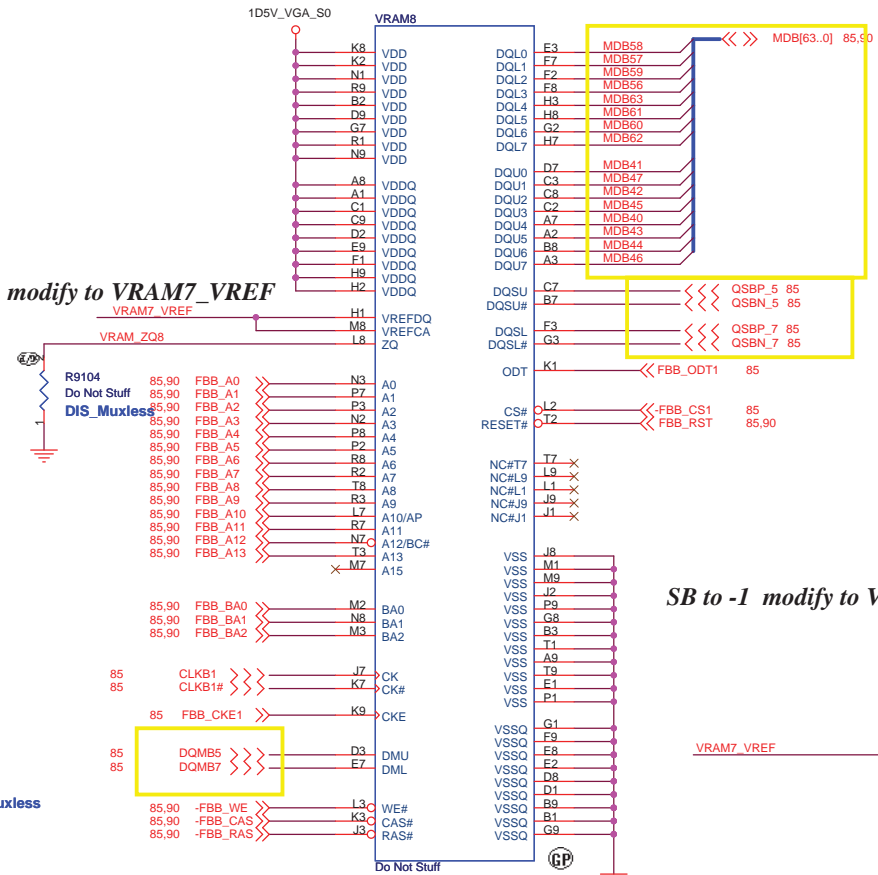 1D5V_VGA_S0
VRAM8
K8 VDD DQL0 E3 MDB58 MDB[63..0] 85,90
K2 VDD DQL1 F7 MDB57
N1 VDD DQL2 F2 MDB59
R9 VDD DQL3 F8 MDB56
B2 VDD DQL4 H3 MDB63
D9 VDD DQL5 H8 MDB61
G7 VDD DQL6 G2 MDB60
R1 VDD DQL7 H7 MDB62
N9 VDD
DQU0 D7 MDB41
A8 VDDQ DQU1 C3 MDB47
A1 VDDQ DQU2 C8 MDB42
C1 VDDQ DQU3 C2 MDB45
C9 VDDQ DQU4 A7 MDB40
D2 VDDQ DQU5 A2 MDB43
E9 VDDQ DQU6 B8 MDB44
F1 VDDQ DQU7 A3 MDB46
H9 VDDQ
H2 VDDQ DQSU C7 QSBP_5 85
DQSU# B7 QSBN_5 85
modify to VRAM7_VREF
VRAM7_VREF H1 VREFDQ
M8 VREFCA DQSL F3 QSBP_7 85
VRAM_ZQ8 L8 ZQ DQSL# G3 QSBN_7 85
ODT K1 FBB_ODT1 85
2
R9104
Do Not Stuff
DIS_Muxless
1
85,90 FBB_A0 N3 A0
85,90 FBB_A1 P7 A1
85,90 FBB_A2 P3 A2 CS# L2 -FBB_CS1 85
85,90 FBB_A3 N2 A3 RESET# T2 FBB_RST 85,90
85,90 FBB_A4 P8 A4
85,90 FBB_A5 P2 A5
85,90 FBB_A6 R8 A6 NC#T7 T7
85,90 FBB_A7 R2 A7 NC#L9 L9
85,90 FBB_A8 T8 A8 NC#L1 L1
85,90 FBB_A9 R3 A9 NC#J9 J9
85,90 FBB_A10 L7 A10/AP NC#J1 J1
85,90 FBB_A11 R7 A11
85,90 FBB_A12 N7 A12/BC#
85,90 FBB_A13 T3 A13 VSS J8
M7 A15 VSS M1
VSS M9
VSS J2
85,90 FBB_BA0 M2 BA0 VSS P9
85,90 FBB_BA1 N8 BA1 VSS G8
85,90 FBB_BA2 M3 BA2 VSS B3
SB to -1 modify to V
VSS T1
VSS A9
85 CLKB1 J7 CK VSS T9
85 CLKB1# K7 CK# VSS E1
VSS P1
85 FBB_CKE1 K9 CKE
VSSQ G1
VSSQ F9
85 DQMB5 D3 DMU VSSQ E8
VRAM7_VREF
85 DQMB7 E7 DML VSSQ E2
VSSQ D8
VSSQ D1
uxless
85,90 -FBB_WE L3 WE# VSSQ B9
85,90 -FBB_CAS K3 CAS# VSSQ B1
85,90 -FBB_RAS J3 RAS# VSSQ G9
Do Not Stuff
GP